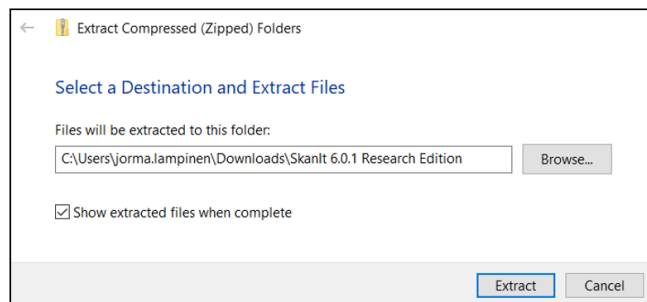 Extract Compressed (Zipped) Folders
Select a Destination and Extract Files
Files will be extracted to this folder:
C:\Users\jorma.lampinen\Downloads\SkanIt 6.0.1 Research Edition
Browse...
Show extracted files when complete
Extract
Cancel